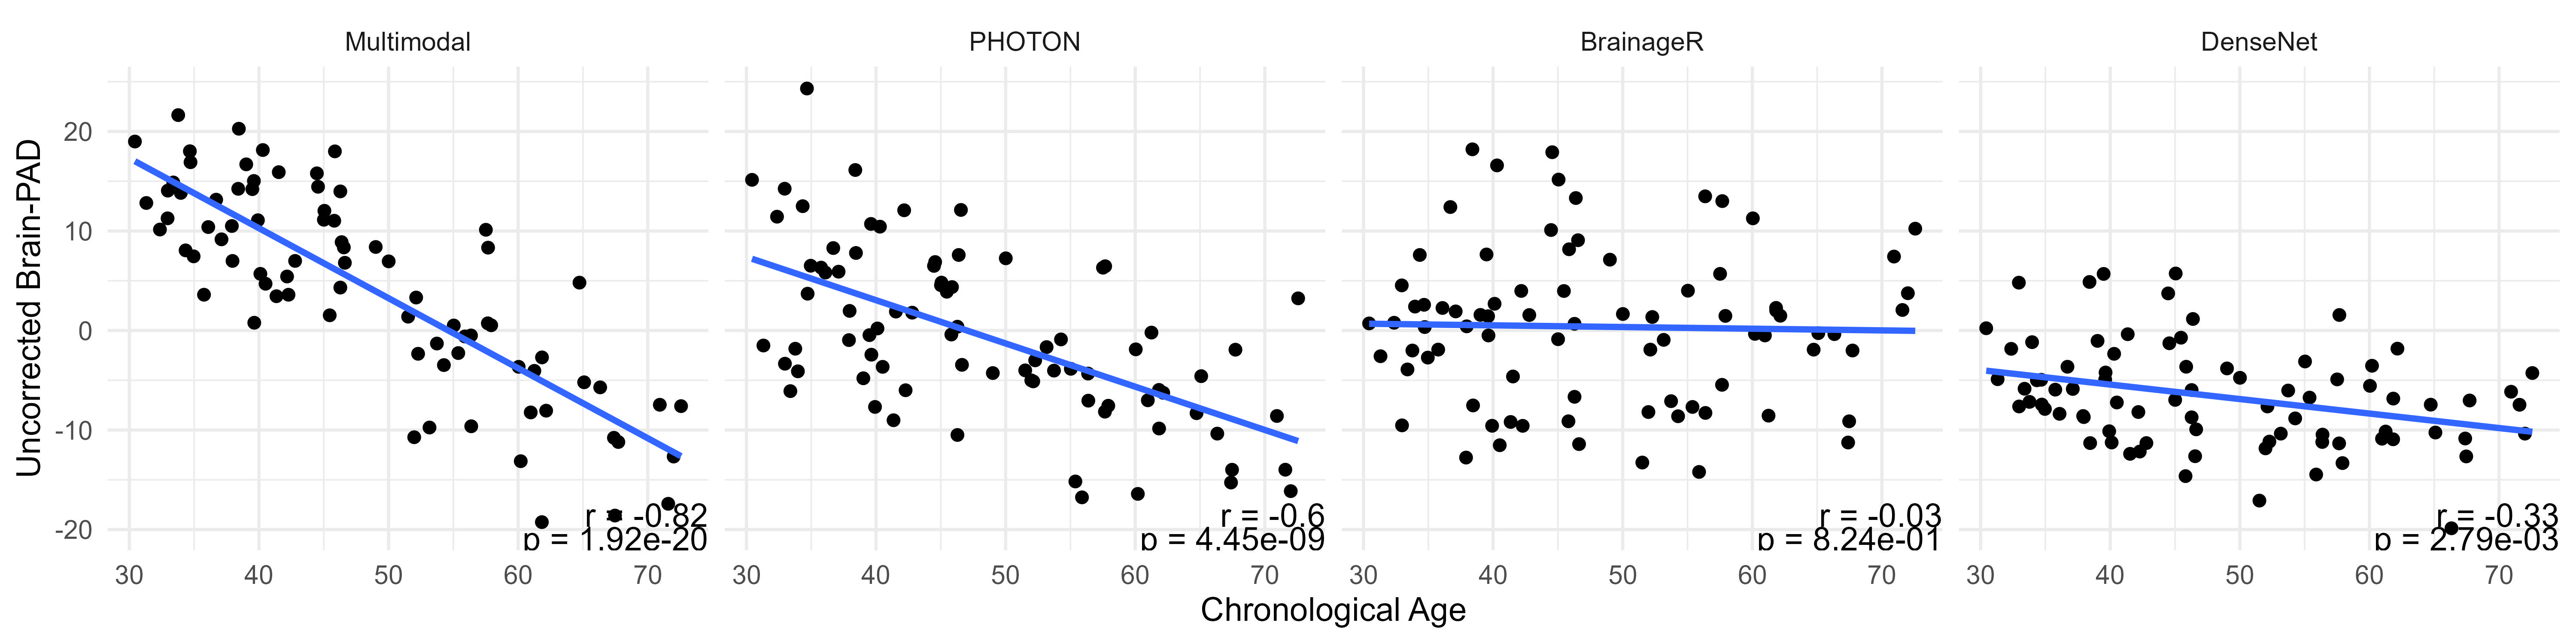 Multimodal PHOTON BrainageR DenseNet
Uncorrected Brain-PAD
20
10
0
-10
-20
r = -0.82 r = -0.6 r = -0.03 r = -0.33
p = 1.92e-20 p = 4.45e-09 p = 8.24e-01 p = 2.79e-03
30 40 50 60 70 30 40 50 60 70 30 40 50 60 70 30 40 50 60 70
Chronological Age